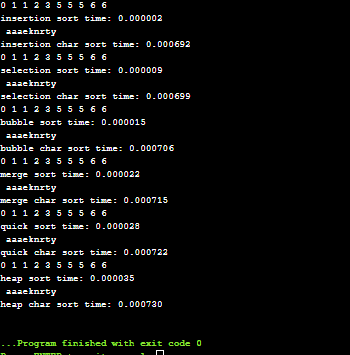 0 1 1 2 3 5 5 5 6 6
insertion sort time: 0.000002
aaaeknrty
insertion char sort time: 0.000692
0 1 1 2 3 5 5 5 6 6
selection sort time: 0.000009
aaaeknrty
selection char sort time: 0.000699
0 1 1 2 3 5 5 5 6 6
bubble sort time: 0.000015
aaaeknrty
bubble char sort time: 0.000706
0 1 1 2 3 5 5 5 6 6
merge sort time: 0.000022
aaaeknrty
merge char sort time: 0.000715
0 1 1 2 3 5 5 5 6 6
quick sort time: 0.000028
aaaeknrty
quick char sort time: 0.000722
0 1 1 2 3 5 5 5 6 6
heap sort time: 0.000035
aaaeknrty
heap char sort time: 0.000730
...Program finished with exit code 0